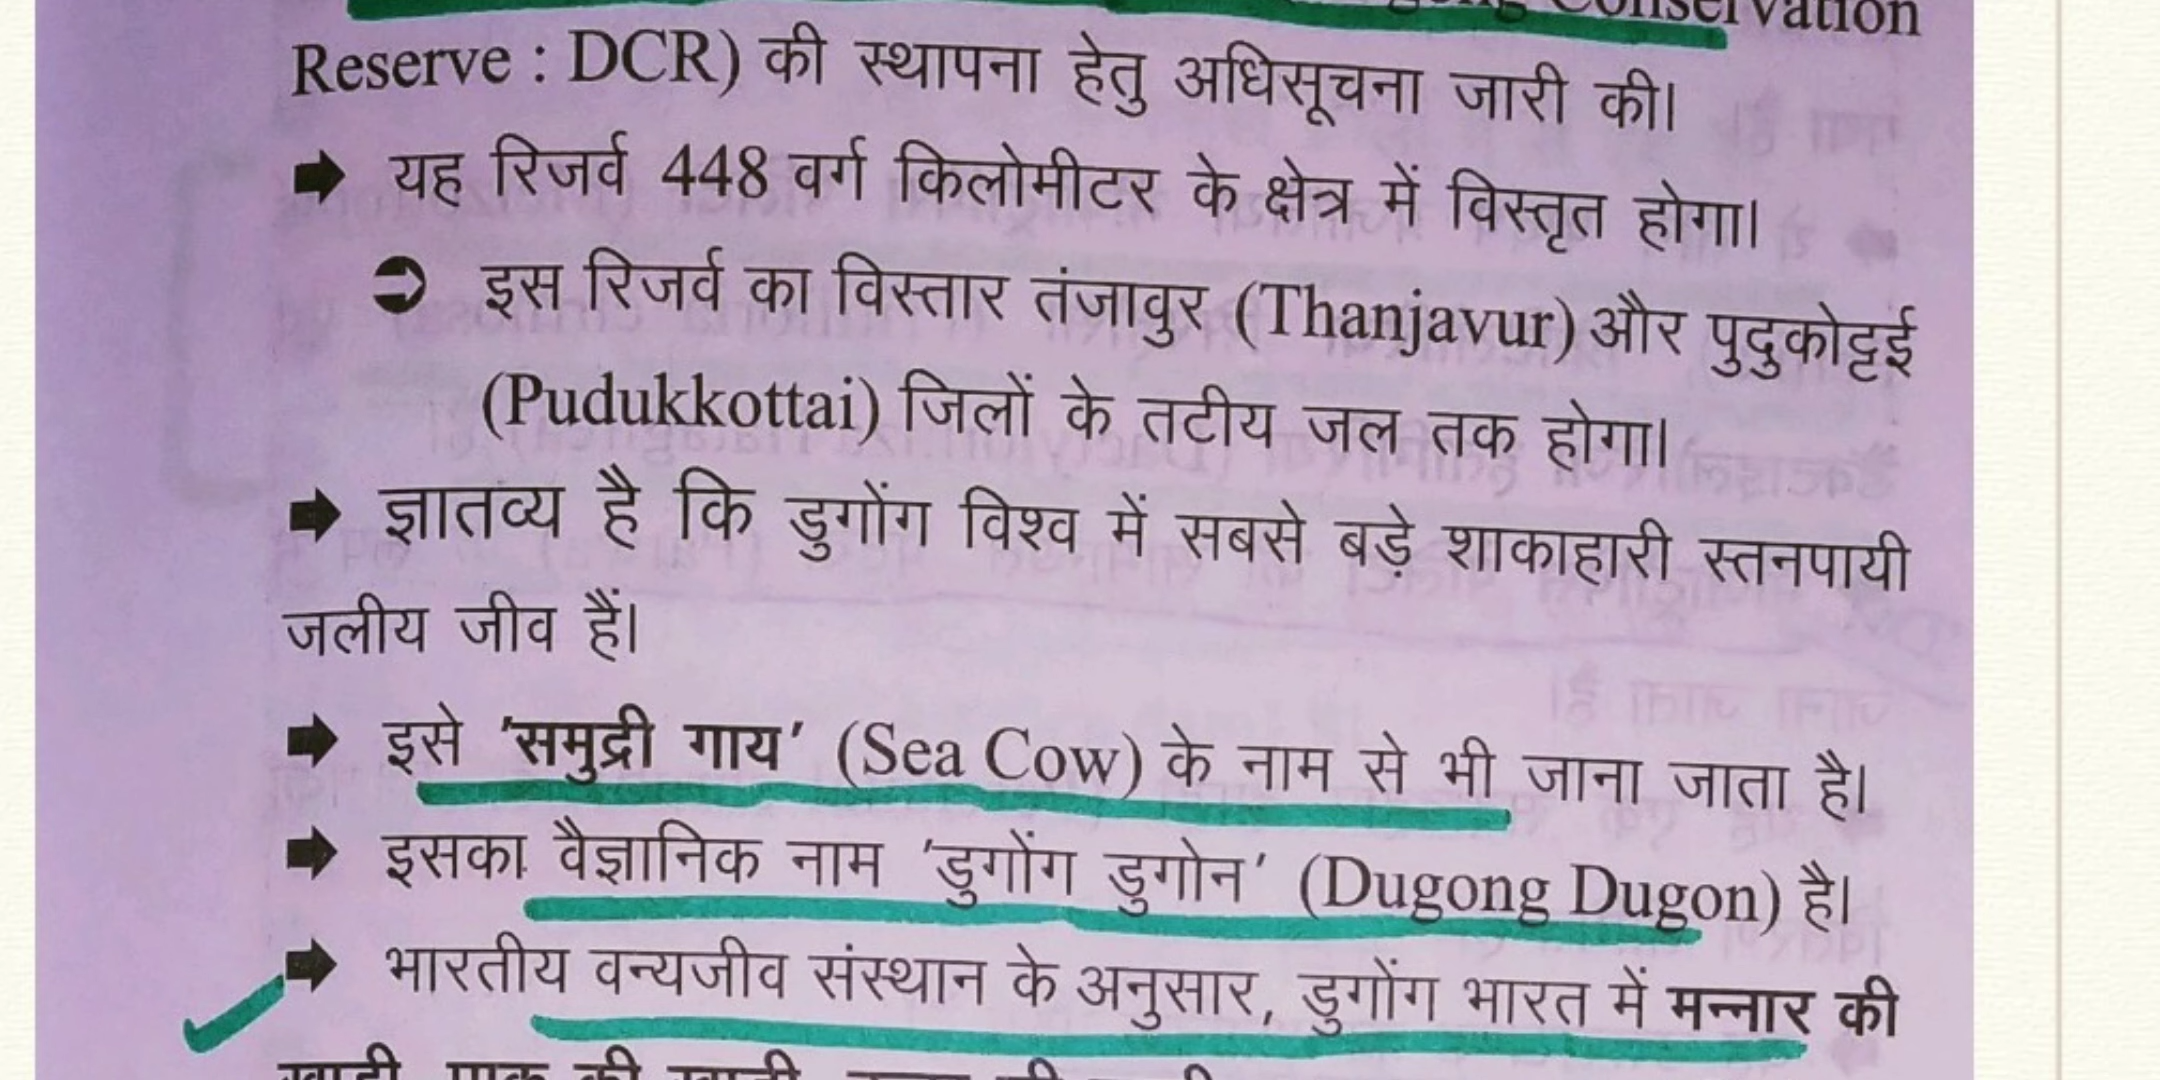 Conservation
Reserve : DCR) की स्थापना हेतु अधिसूचना जारी की।
यह रिजर्व 448 वर्ग किलोमीटर के क्षेत्र में विस्तृत होगा।
इस रिजर्व का विस्तार तंजावुर (Thanjavur) और पुदुकोट्टई
(Pudukkottai) जिलों के तटीय जल तक होगा।
ज्ञातव्य है कि डुगोंग विश्व में सबसे बड़े शाकाहारी स्तनपायी
जलीय जीव हैं।
इसे 'समुद्री गाय' (Sea Cow) के नाम से भी जाना जाता है।
इसका वैज्ञानिक नाम 'डुगोंग डुगोन' (Dugong Dugon) है।
भारतीय वन्यजीव संस्थान के अनुसार, डुगोंग भारत में मन्नार की